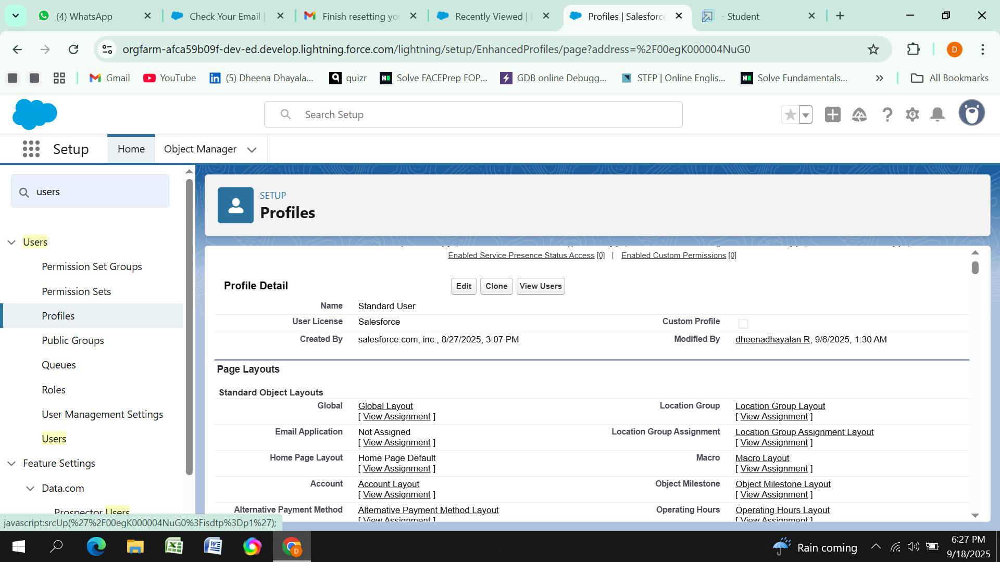 (4) WhatsApp
Check Your Email |
Finish resetting yo
Recently Viewed |
Profiles | Salesforce
- Student
orgfarm-afca59b09f-dev-ed.develop.lightning.force.com/lightning/setup/EnhancedProfiles/page?address=%2F00egK000004NuG0
D
Gmail
YouTube
(5) Dheena Dhayala...
quizr
Solve FACEPrep FOP...
GDB online Debugg...
STEP | Online Englis...
Solve Fundamentals...
All Bookmarks
Search Setup
Setup
Home
Object Manager
users
SETUP
Profiles
Users
Permission Set Groups
Permission Sets
Profiles
Public Groups
Queues
Roles
User Management Settings
Users
Feature Settings
Data.com
Prospector Users
Enabled Service Presence Status Access [0] | Enabled Custom Permissions [0]
Profile Detail
Edit
Clone
View Users
Name Standard User
User License Salesforce Custom Profile
Created By salesforce.com, inc., 8/27/2025, 3:07 PM Modified By dheenadhayalan R, 9/6/2025, 1:30 AM
Page Layouts
Standard Object Layouts
Global Global Layout Location Group Location Group Layout
[ View Assignment ] [ View Assignment ]
Email Application Not Assigned Location Group Assignment Location Group Assignment Layout
[ View Assignment ] [ View Assignment ]
Home Page Layout Home Page Default Macro Macro Layout
[ View Assignment ] [ View Assignment ]
Account Account Layout Object Milestone Object Milestone Layout
[ View Assignment ] [ View Assignment ]
Alternative Payment Method Alternative Payment Method Layout Operating Hours Operating Hours Layout
[ View Assignment ] [ View Assignment ]
javascript:srcUp(%27%2F00egK000004NuG0%3Fisdtp%3Dp1%27);
D
Rain coming
6:27 PM
9/18/2025